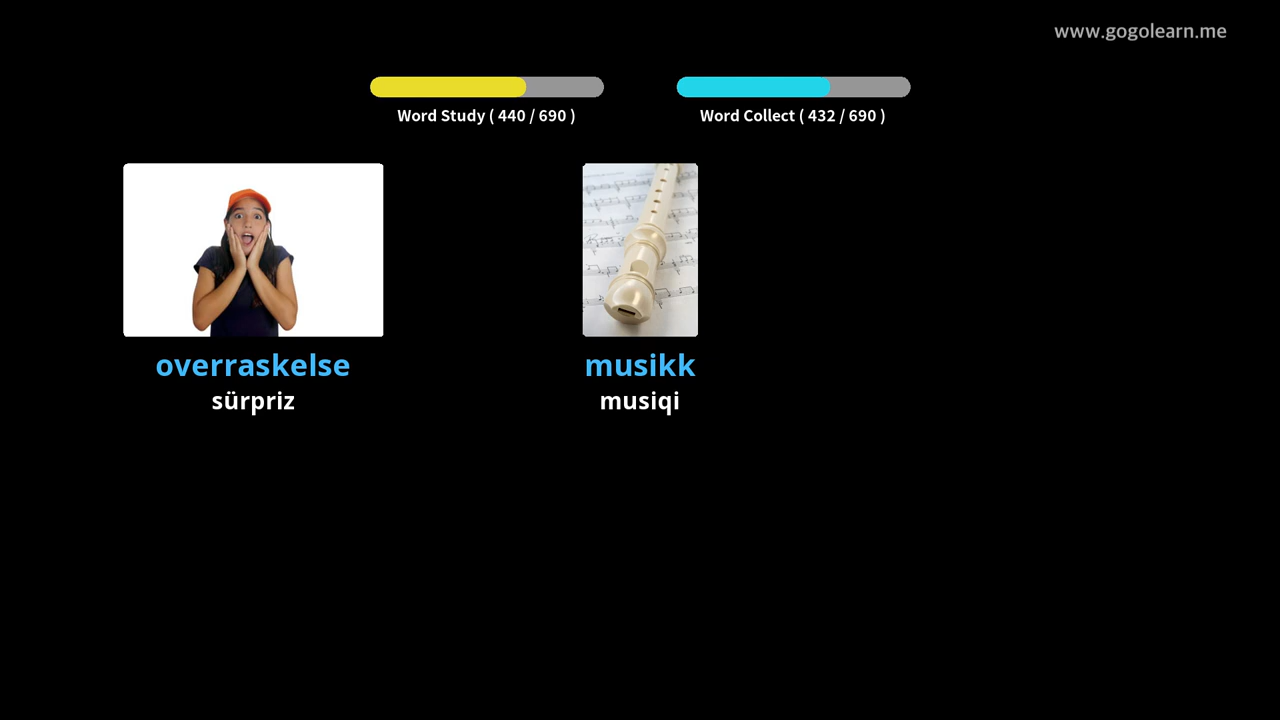 www.gogolearn.me
Word Study ( 440 / 690 )
Word Collect ( 432 / 690 )
overraskelse
sürpriz
musikk
musiqi